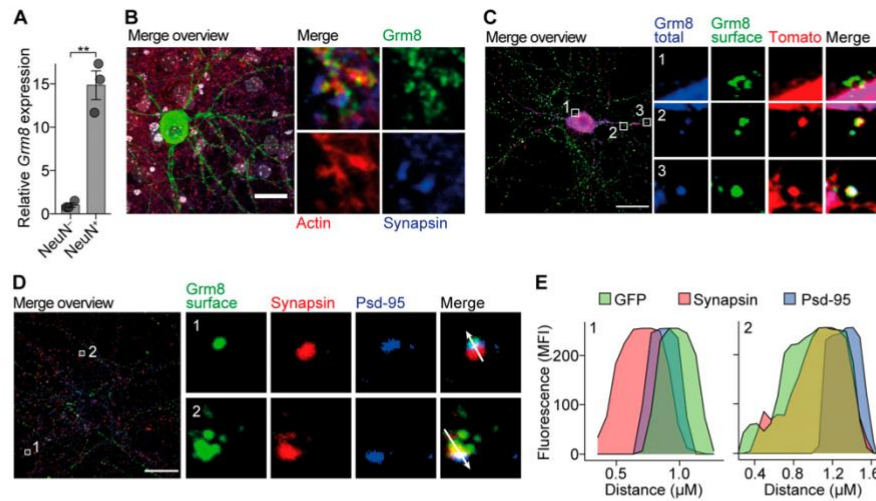 A
Relative Grm8 expression
15
10
5
0
**
NeuN-
NeuN+
B
Merge overview
Merge
Grm8
Actin
Synapsin
C
Merge overview
Grm8 total
Grm8 surface
Tomato
Merge
1
2
3
1
2
3
D
Merge overview
Grm8 surface
Synapsin
Psd-95
Merge
2
1
1
2
E
GFP
Synapsin
Psd-95
Fluorescence (MFI)
200
100
0
1
2
0.5
1.0
0.4
0.8
1.2
1.6
Distance (µM)
Distance (µM)